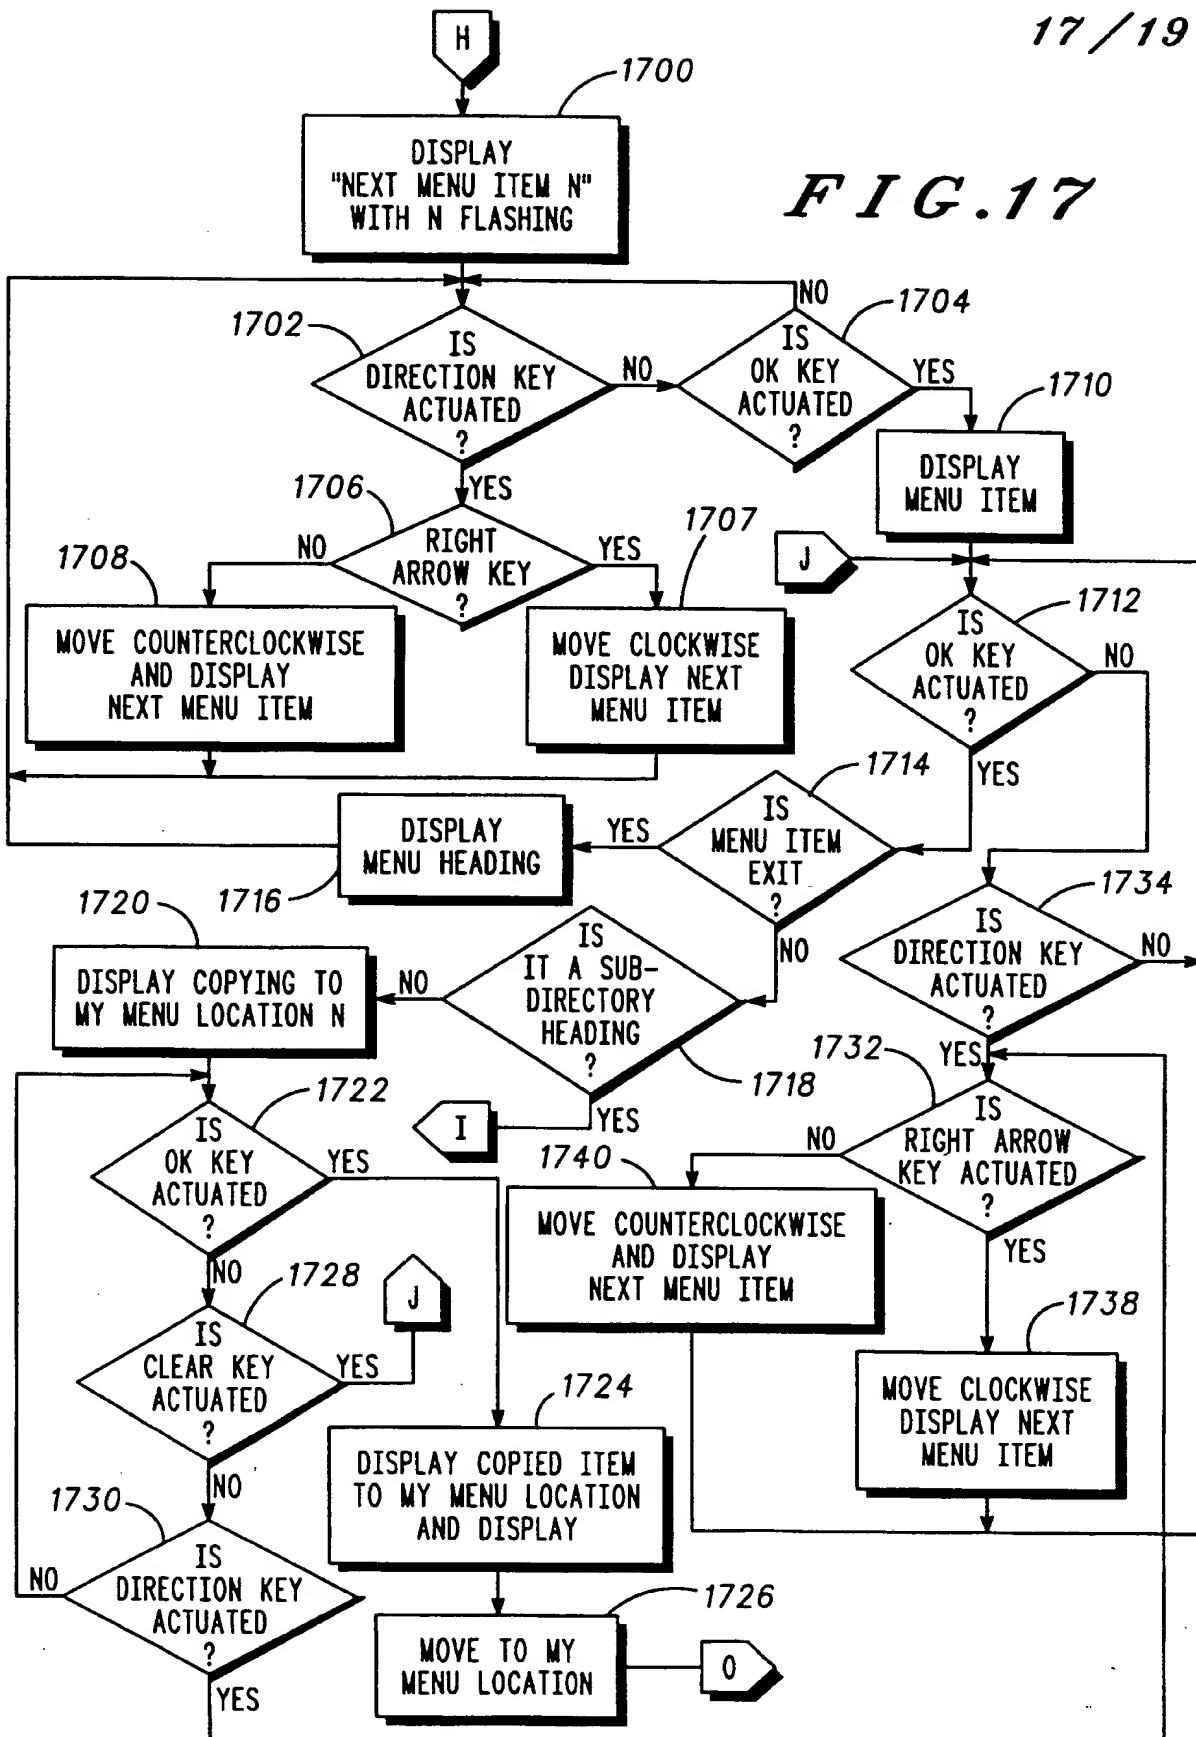 17/19
H
1700
DISPLAY
"NEXT MENU ITEM N"
WITH N FLASHING
FIG.17
1702
IS
DIRECTION KEY
ACTUATED
?
NO
YES
1704
IS
OK KEY
ACTUATED
?
NO
YES
1710
DISPLAY
MENU ITEM
1706
RIGHT
ARROW KEY
?
NO
YES
1708
MOVE COUNTERCLOCKWISE
AND DISPLAY
NEXT MENU ITEM
1707
MOVE CLOCKWISE
DISPLAY NEXT
MENU ITEM
J
1712
IS
OK KEY
ACTUATED
?
NO
YES
1714
IS
MENU ITEM
EXIT
?
YES
NO
DISPLAY
MENU HEADING
1716
1734
IS
DIRECTION KEY
ACTUATED
?
NO
YES
1720
DISPLAY COPYING TO
MY MENU LOCATION N
IS
IT A SUB-
DIRECTORY
HEADING
?
NO
YES
1718
I
1732
IS
RIGHT ARROW
KEY ACTUATED
?
NO
YES
1722
IS
OK KEY
ACTUATED
?
YES
NO
1740
MOVE COUNTERCLOCKWISE
AND DISPLAY
NEXT MENU ITEM
1728
IS
CLEAR KEY
ACTUATED
?
YES
NO
J
1738
MOVE CLOCKWISE
DISPLAY NEXT
MENU ITEM
1724
DISPLAY COPIED ITEM
TO MY MENU LOCATION
AND DISPLAY
1730
IS
DIRECTION KEY
ACTUATED
?
NO
YES
1726
MOVE TO MY
MENU LOCATION
O